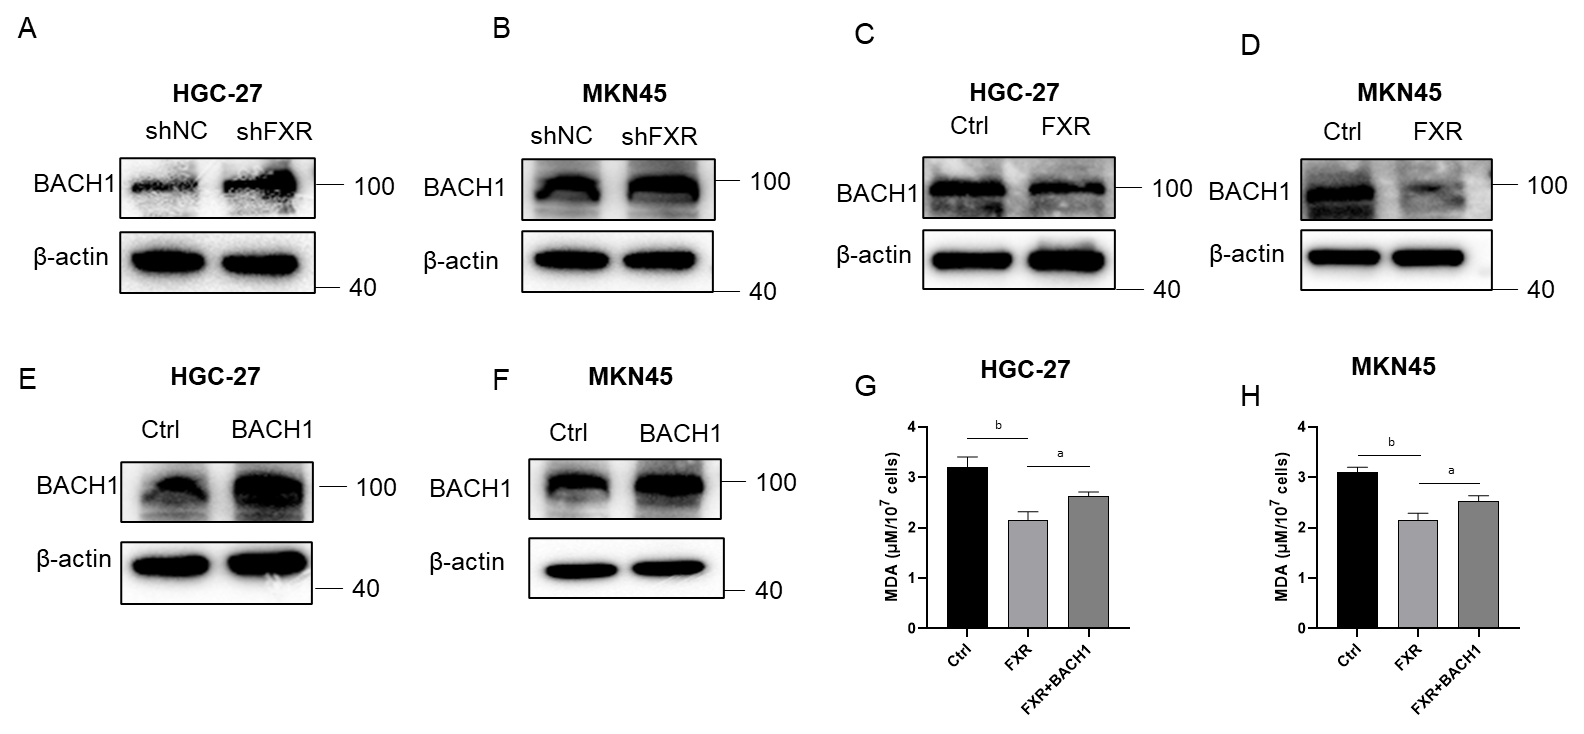 A
HGC-27
shNC shFXR
BACH1
100
β-actin
40
B
MKN45
shNC shFXR
BACH1
100
β-actin
40
C
HGC-27
Ctrl FXR
BACH1
100
β-actin
40
D
MKN45
Ctrl FXR
BACH1
100
β-actin
40
E
HGC-27
Ctrl BACH1
BACH1
100
β-actin
40
F
MKN45
Ctrl BACH1
BACH1
100
β-actin
40
G
HGC-27
MDA (μM/10⁷ cells)
4
3
2
1
0
b
a
Ctrl
FXR
FXR+BACH1
H
MKN45
MDA (μM/10⁷ cells)
4
3
2
1
0
b
a
Ctrl
FXR
FXR+BACH1